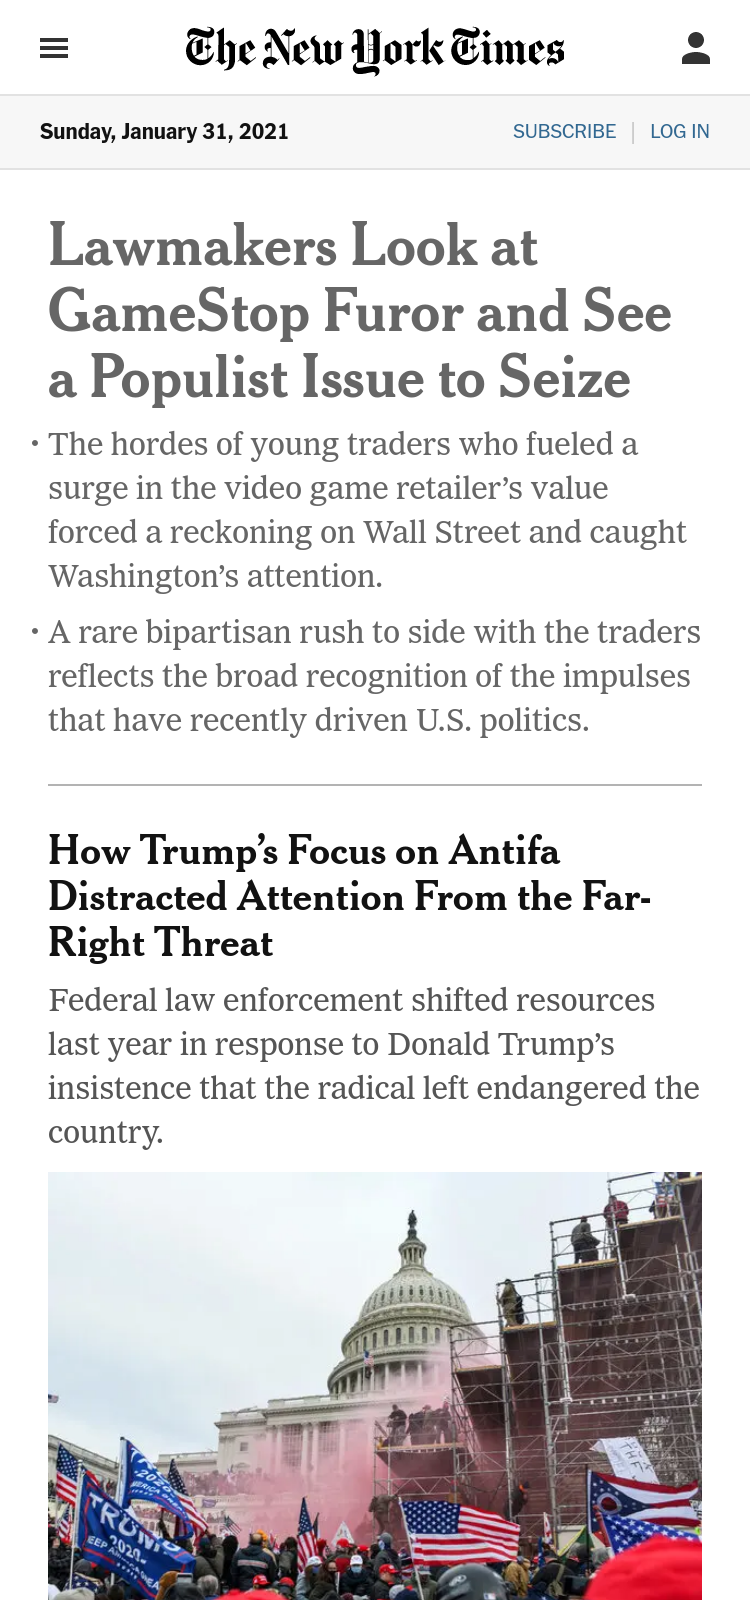 The New York Times
Sunday, January 31, 2021
SUBSCRIBE | LOG IN
Lawmakers Look at
GameStop Furor and See
a Populist Issue to Seize
• The hordes of young traders who fueled a
surge in the video game retailer’s value
forced a reckoning on Wall Street and caught
Washington’s attention.
• A rare bipartisan rush to side with the traders
reflects the broad recognition of the impulses
that have recently driven U.S. politics.
How Trump’s Focus on Antifa
Distracted Attention From the Far-
Right Threat
Federal law enforcement shifted resources
last year in response to Donald Trump’s
insistence that the radical left endangered the
country.
2020
TRUMP
2020